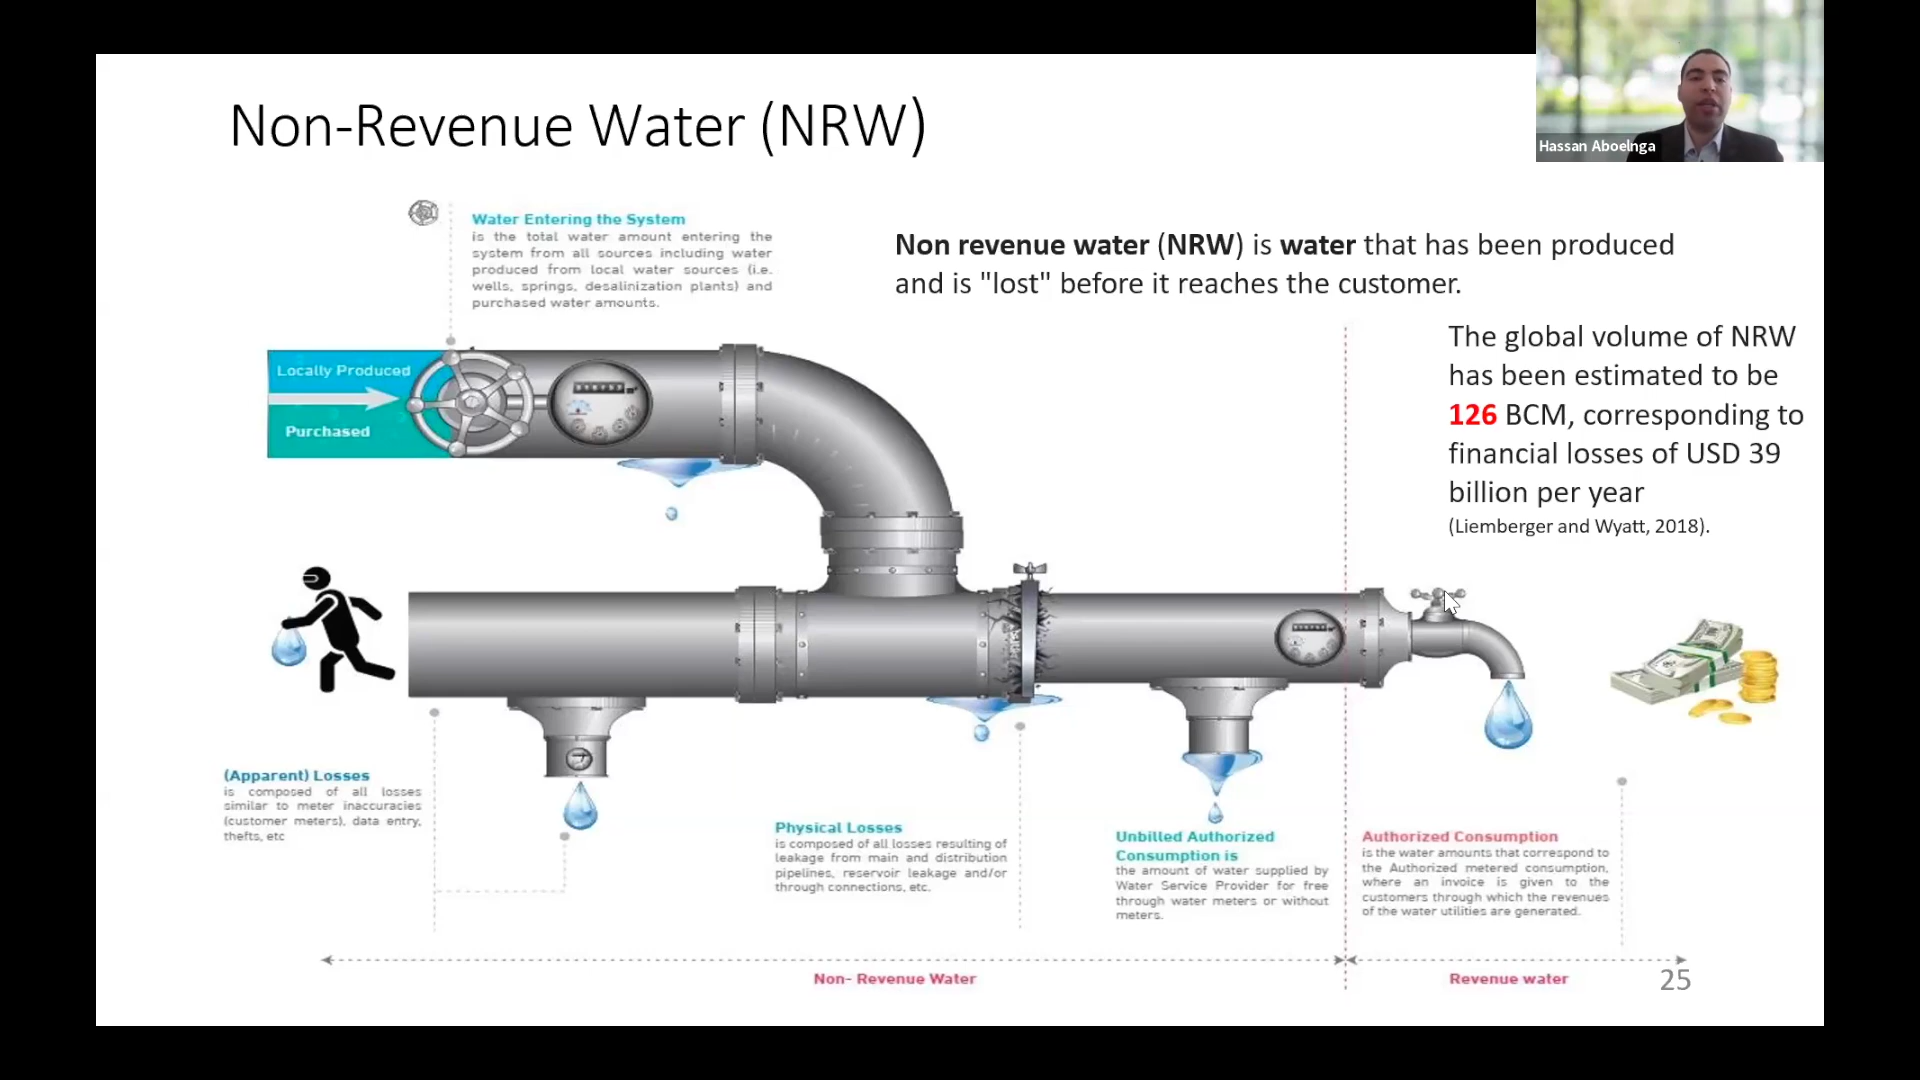 Non-Revenue Water (NRW)
Hassan Aboelnga
Water Entering the System
is the total water amount entering the
system from all sources including water
produced from local water sources (i.e.
wells, springs, desalinization plants) and
purchased water amounts.
Non revenue water (NRW) is water that has been produced
and is "lost" before it reaches the customer.
The global volume of NRW
has been estimated to be
126 BCM, corresponding to
financial losses of USD 39
billion per year
(Liemberger and Wyatt, 2018).
Locally Produced
Purchased
(Apparent) Losses
is composed of all losses
similar to meter inaccuracies
(customer meters), data entry,
thefts, etc
Physical Losses
is composed of all losses resulting of
leakage from main and distribution
pipelines, reservoir leakage and/or
through connections, etc.
Unbilled Authorized
Consumption is
the amount of water supplied by
Water Service Provider for free
through water meters or without
meters.
Authorized Consumption
is the water amounts that correspond to
the Authorized metered consumption,
where an invoice is given to the
customers through which the revenues
of the water utilities are generated.
Non- Revenue Water
Revenue water
25